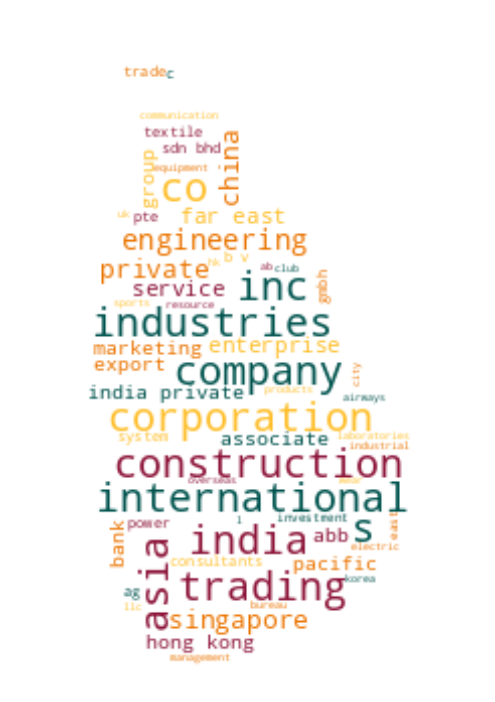 trade c
communication
textile
sdn bhd
equipment
group
co
china
uk pte far east
engineering
b v
hk
private
ab club
service
inc
gmbh
sports resource
industries
marketing enterprise
export
company
city
india private
products
airways
corporation
system
associate
laboratories
industrial
construction
overseas
wear
international
bank
power
l
investment
s
east
india
abb
electric
asia
consultants
pacific
korea
trading
ag
llc
bureau
singapore
hong kong
management